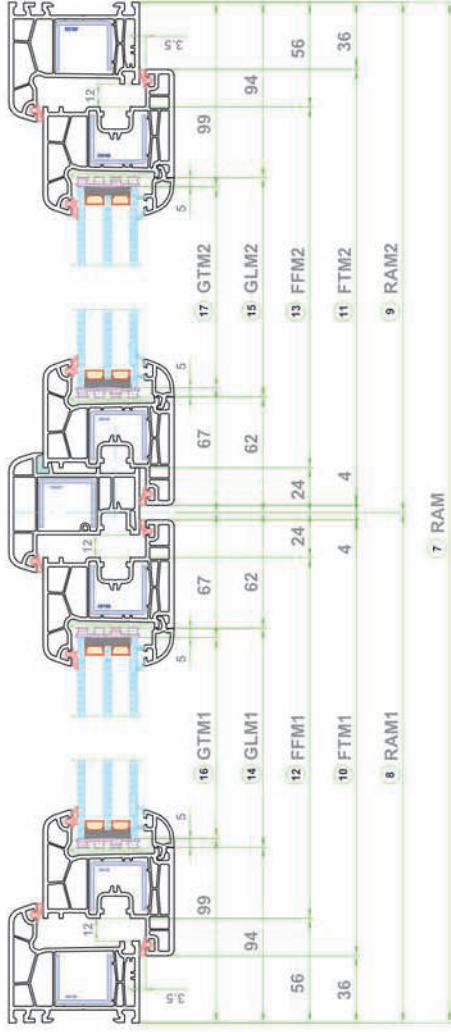 12 12 12
3,5 3,5
5 5 5 5
99 16 GTM1 67 67 17 GTM2 99
94 14 GLM1 62 62 15 GLM2 94
56 12 FFM1 24 24 13 FFM2 56
36 10 FTM1 4 4 11 FTM2 36
8 RAM1 9 RAM2
7 RAM